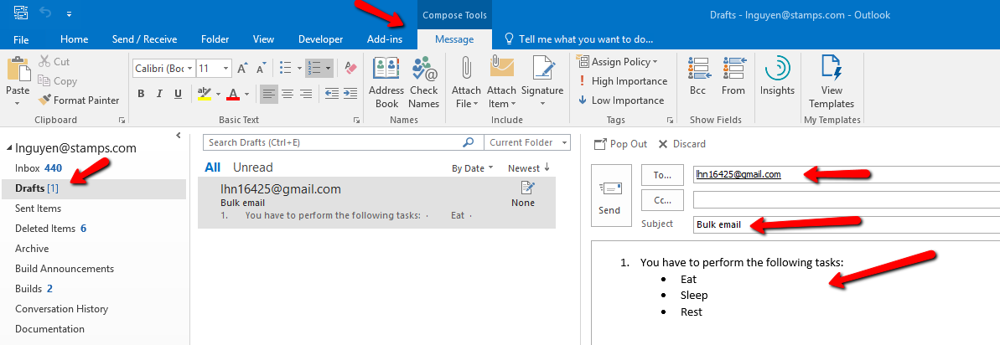 Compose Tools
Drafts - lnguyen@stamps.com - Outlook
File Home Send / Receive Folder View Developer Add-ins Message Tell me what you want to do...
Paste
Cut
Copy
Format Painter
Clipboard
Calibri (Boc 11 A A
B I U ab A
Basic Text
Address Book
Check Names
Names
Attach File
Attach Item
Signature
Include
Assign Policy
! High Importance
Low Importance
Tags
Bcc
From
Show Fields
Insights
View Templates
My Templates
lnguyen@stamps.com
Inbox 440
Drafts [1]
Sent Items
Deleted Items 6
Archive
Build Announcements
Builds 2
Conversation History
Documentation
Search Drafts (Ctrl+E)
Current Folder
All Unread
By Date Newest
lhn16425@gmail.com
Bulk email
None
1. You have to perform the following tasks: · Eat ·
Pop Out Discard
Send
To... lhn16425@gmail.com
Cc...
Subject Bulk email
1. You have to perform the following tasks:
• Eat
• Sleep
• Rest